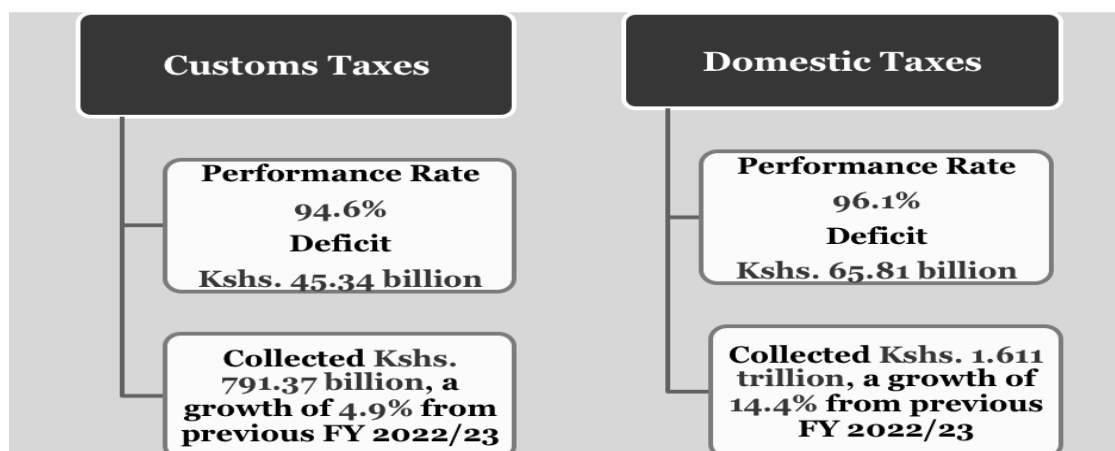 Customs Taxes
Performance Rate
94.6%
Deficit
Kshs. 45.34 billion
Collected Kshs.
791.37 billion, a
growth of 4.9% from
previous FY 2022/23
Domestic Taxes
Performance Rate
96.1%
Deficit
Kshs. 65.81 billion
Collected Kshs. 1.611
trillion, a growth of
14.4% from previous
FY 2022/23